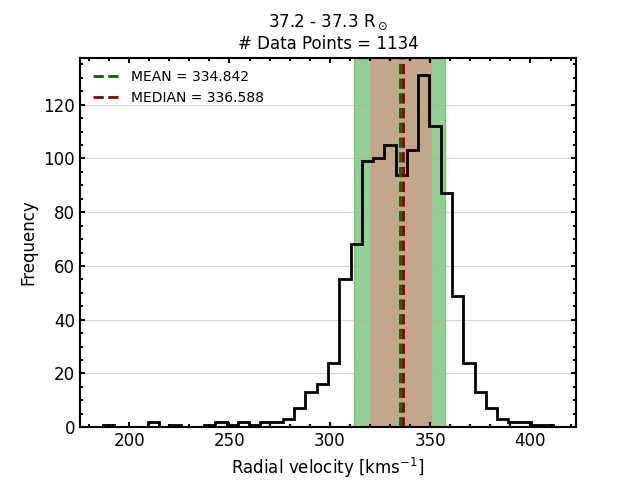 37.2 - 37.3 R⊙
# Data Points = 1134
MEAN = 334.842
MEDIAN = 336.588
120
100
80
60
40
20
0
Frequency
200 250 300 350 400
Radial velocity [kms⁻¹]